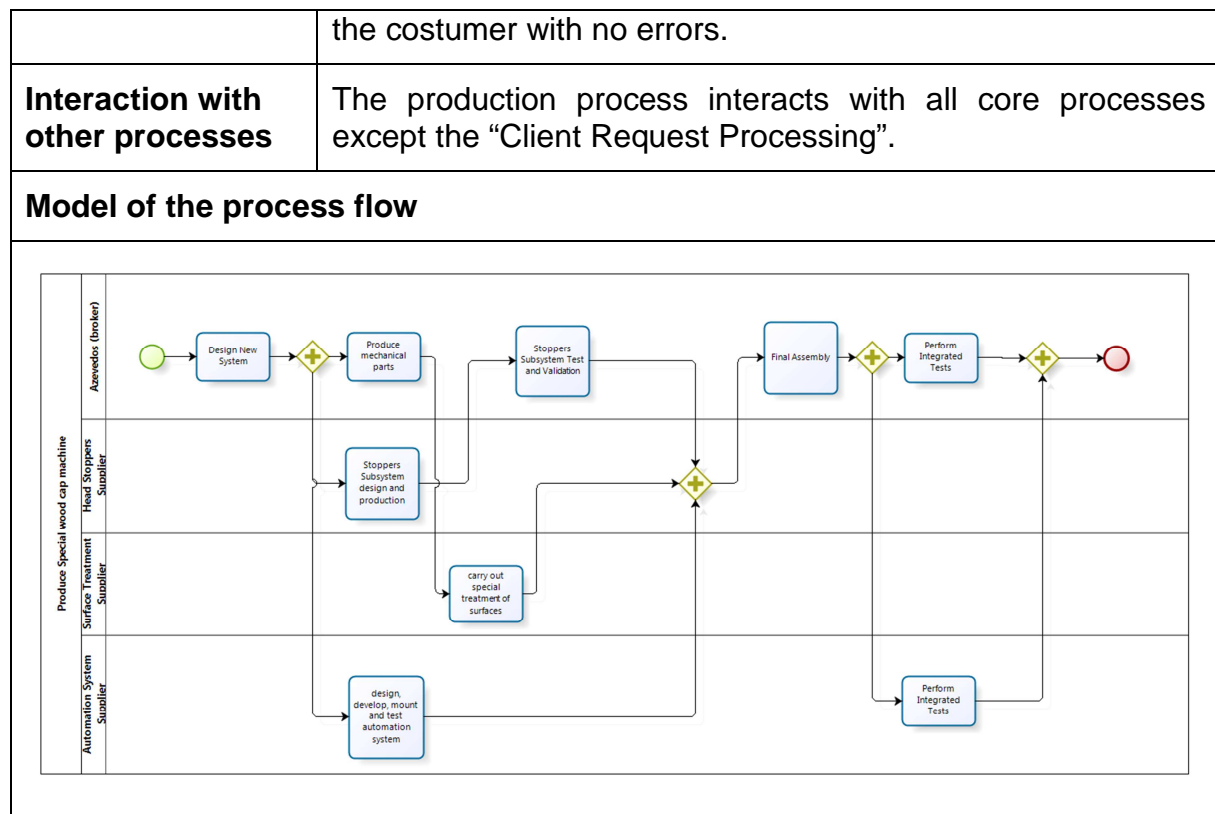 the costumer with no errors.
Interaction with
other processes
The production process interacts with all core processes
except the “Client Request Processing”.
Model of the process flow
Produce Special wood cap machine
Azevedos (broker)
Design New
System
Produce
mechanical
parts
Stoppers
Subsystem Test
and Validation
Final Assembly
Perform
Integrated
Tests
Head Stoppers
Supplier
Stoppers
Subsystem
design and
production
Surface Treatment
Supplier
carry out
special
treatment of
surfaces
Automation System
Supplier
design,
develop, mount
and test
automation
system
Perform
Integrated
Tests